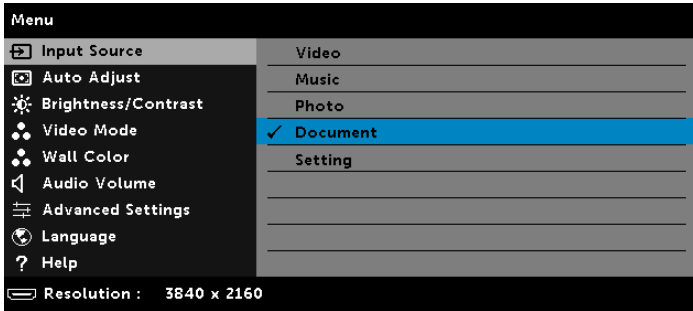 Menu
Input Source
Auto Adjust
Brightness/Contrast
Video Mode
Wall Color
Audio Volume
Advanced Settings
Language
? Help
Video
Music
Photo
✓ Document
Setting
Resolution : 3840 x 2160